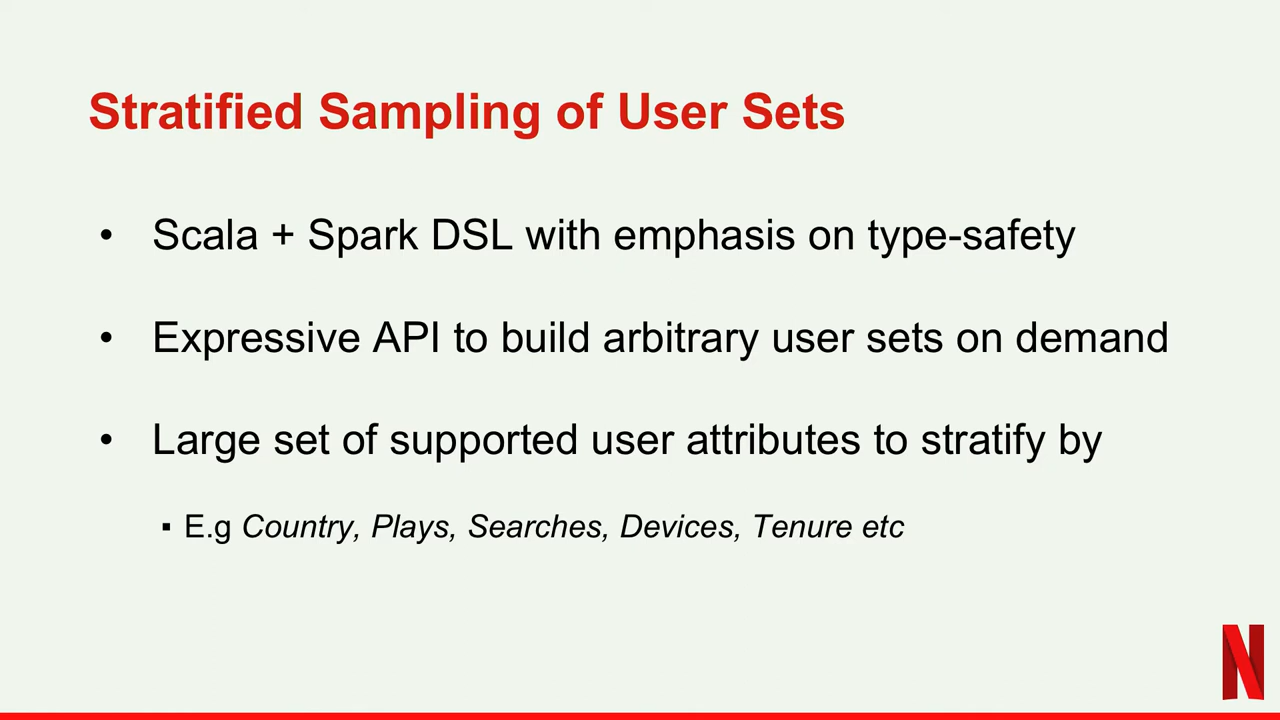 Stratified Sampling of User Sets
• Scala + Spark DSL with emphasis on type-safety
• Expressive API to build arbitrary user sets on demand
• Large set of supported user attributes to stratify by
▪ E.g Country, Plays, Searches, Devices, Tenure etc
N